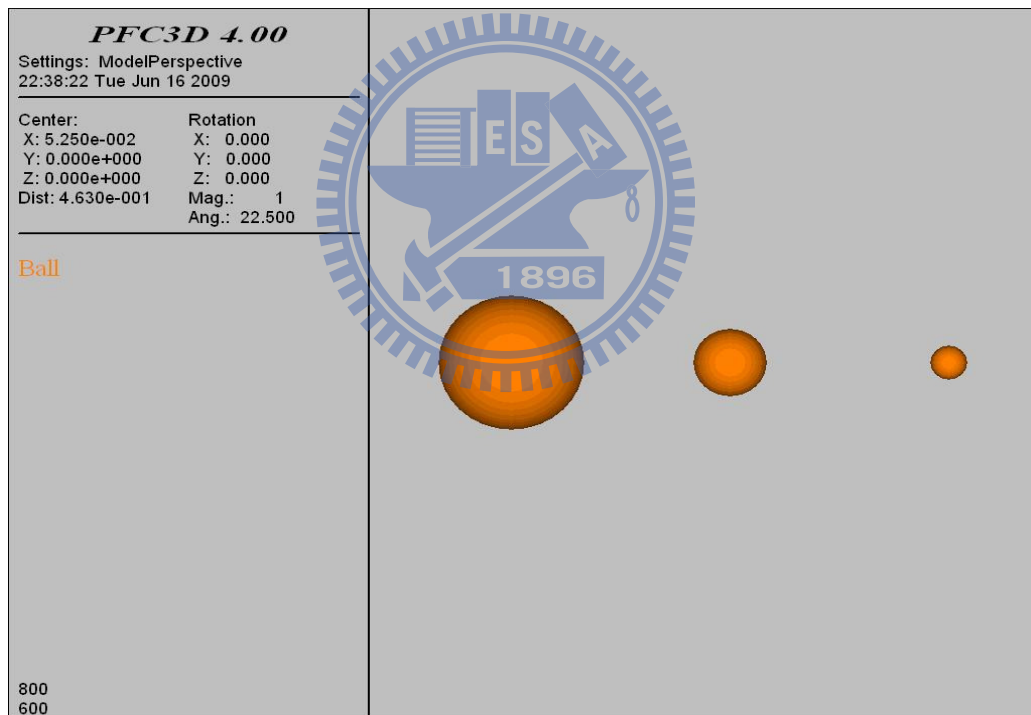 PFC3D 4.00
Settings: ModelPerspective
22:38:22 Tue Jun 16 2009
Center:
X: 5.250e-002
Y: 0.000e+000
Z: 0.000e+000
Dist: 4.630e-001
Rotation
X: 0.000
Y: 0.000
Z: 0.000
Mag.: 1
Ang.: 22.500
Ball
800
600
E S A
1896